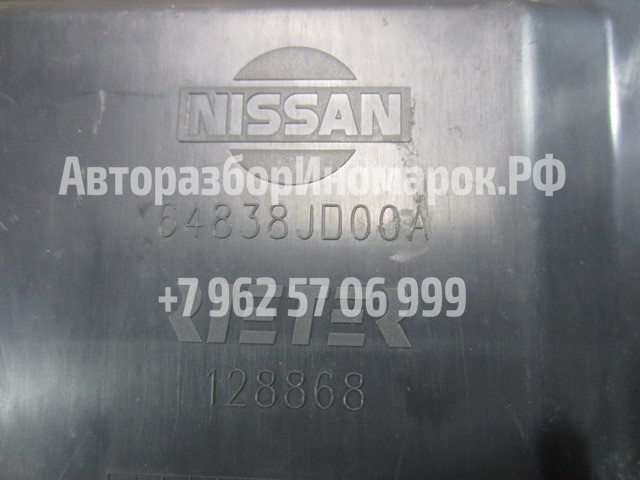 NISSAN
АвторазборИномарок.РФ
64838JD00A
+7 962 57 06 999
RIETER
128868